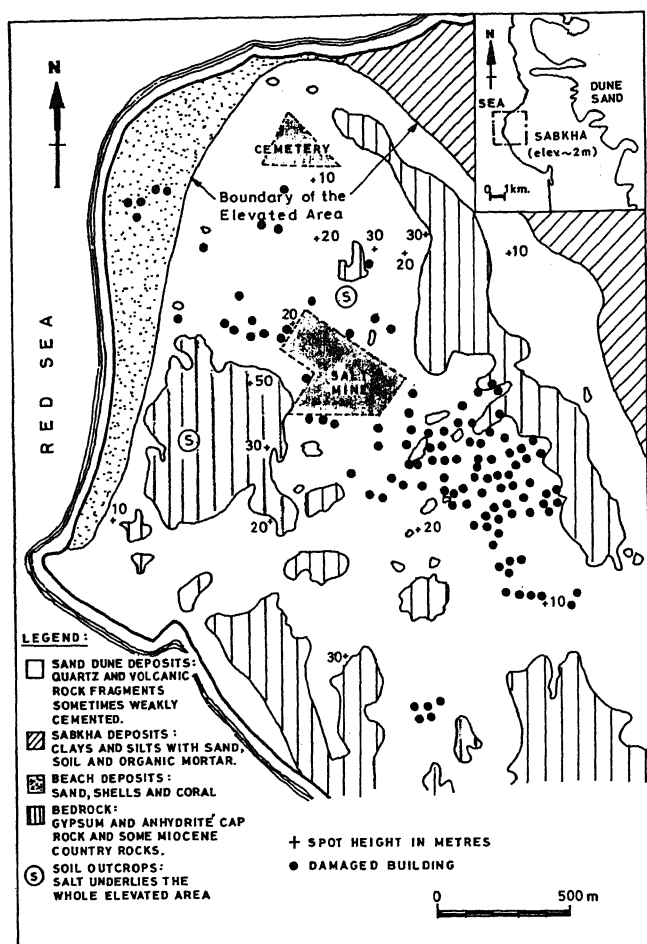 N
N
SEA
DUNE
SAND
SABKHA
(elev~2m)
0 1km.
CEMETERY
+10
Boundary of the
Elevated Area
+20
30
+
30+
+
20
+10
S
20
+
SALT
MINE
+50
S
30+
10
+
20+
+20
+10
30+
RED SEA
LEGEND:
SAND DUNE DEPOSITS:
QUARTZ AND VOLCANIC
ROCK FRAGMENTS
SOMETIMES WEAKLY
CEMENTED.
SABKHA DEPOSITS:
CLAYS AND SILTS WITH SAND,
SOIL AND ORGANIC MORTAR.
BEACH DEPOSITS:
SAND, SHELLS AND CORAL
BEDROCK:
GYPSUM AND ANHYDRITE CAP
ROCK AND SOME MIOCENE
COUNTRY ROCKS.
S SOIL OUTCROPS:
SALT UNDERLIES THE
WHOLE ELEVATED AREA
+ SPOT HEIGHT IN METRES
● DAMAGED BUILDING
0 500 m